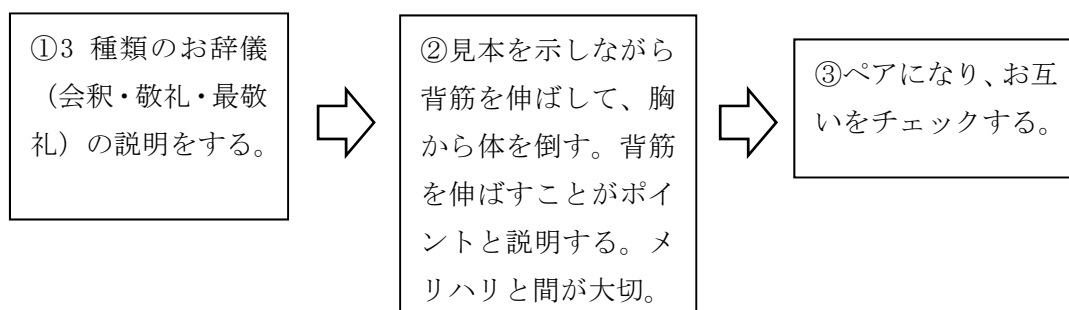 ①3 種類のお辞儀
（会釈・敬礼・最敬
礼）の説明をする。
②見本を示しながら
背筋を伸ばして、胸
から体を倒す。背筋
を伸ばすことがポイ
ントと説明する。メ
リハリと間が大切。
③ペアになり、お互
いをチェックする。